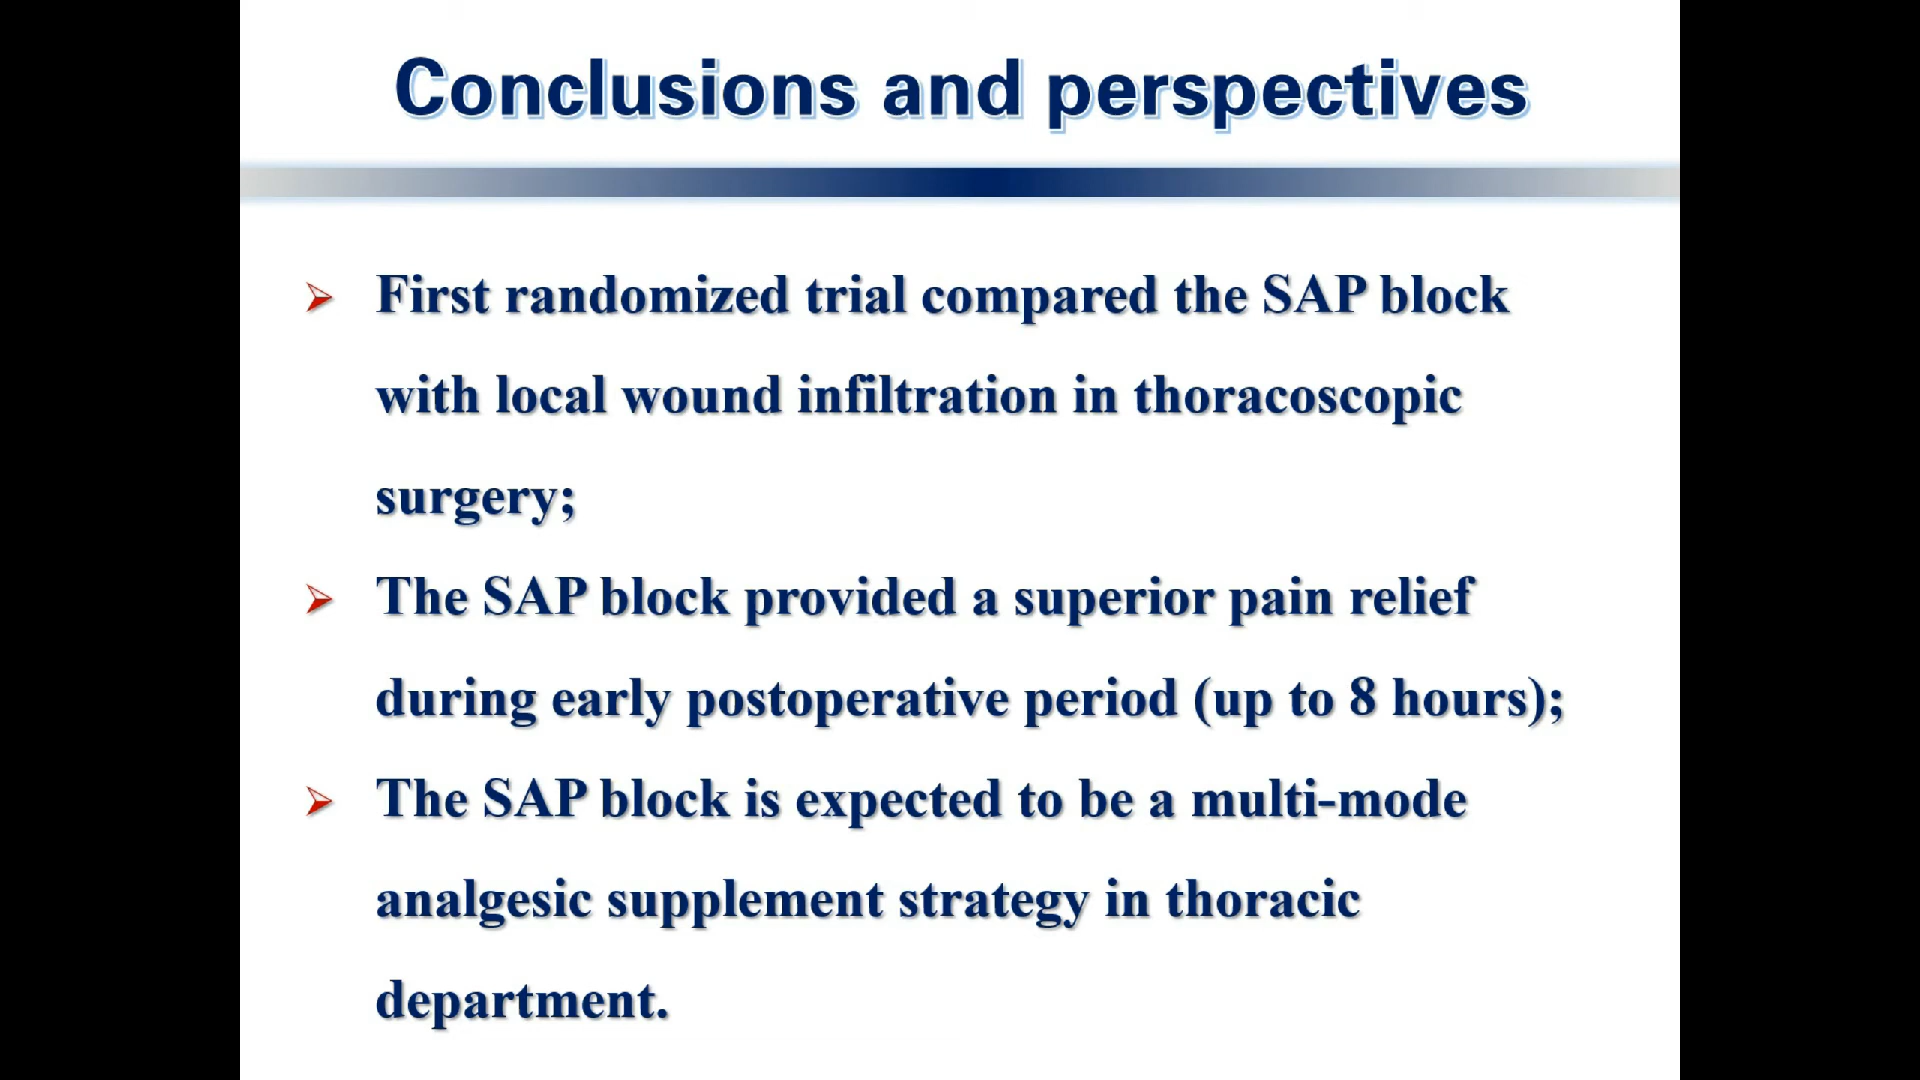 Conclusions and perspectives
First randomized trial compared the SAP block
with local wound infiltration in thoracoscopic
surgery;
The SAP block provided a superior pain relief
during early postoperative period (up to 8 hours);
The SAP block is expected to be a multi-mode
analgesic supplement strategy in thoracic
department.